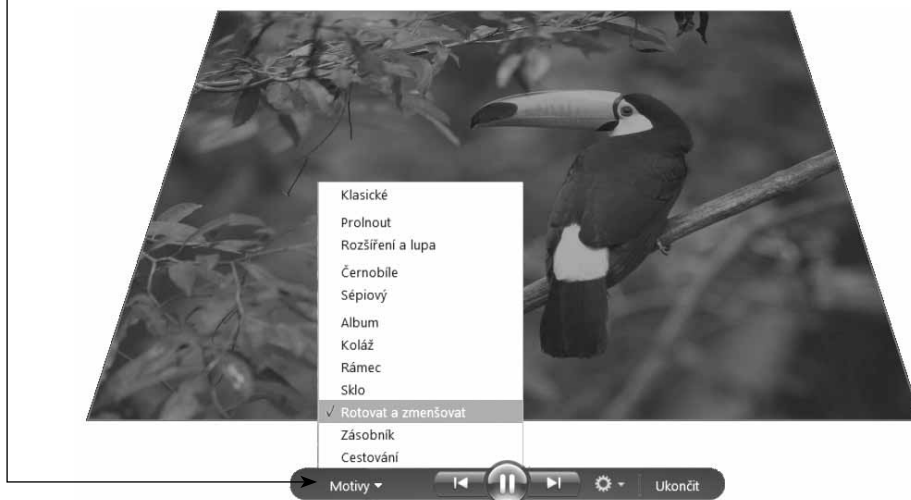 Klasické
Prolnout
Rozšíření a lupa
Černobíle
Sépiový
Album
Koláž
Rámec
Sklo
✓ Rotovat a zmenšovat
Zásobník
Cestování
Motivy
Ukončit